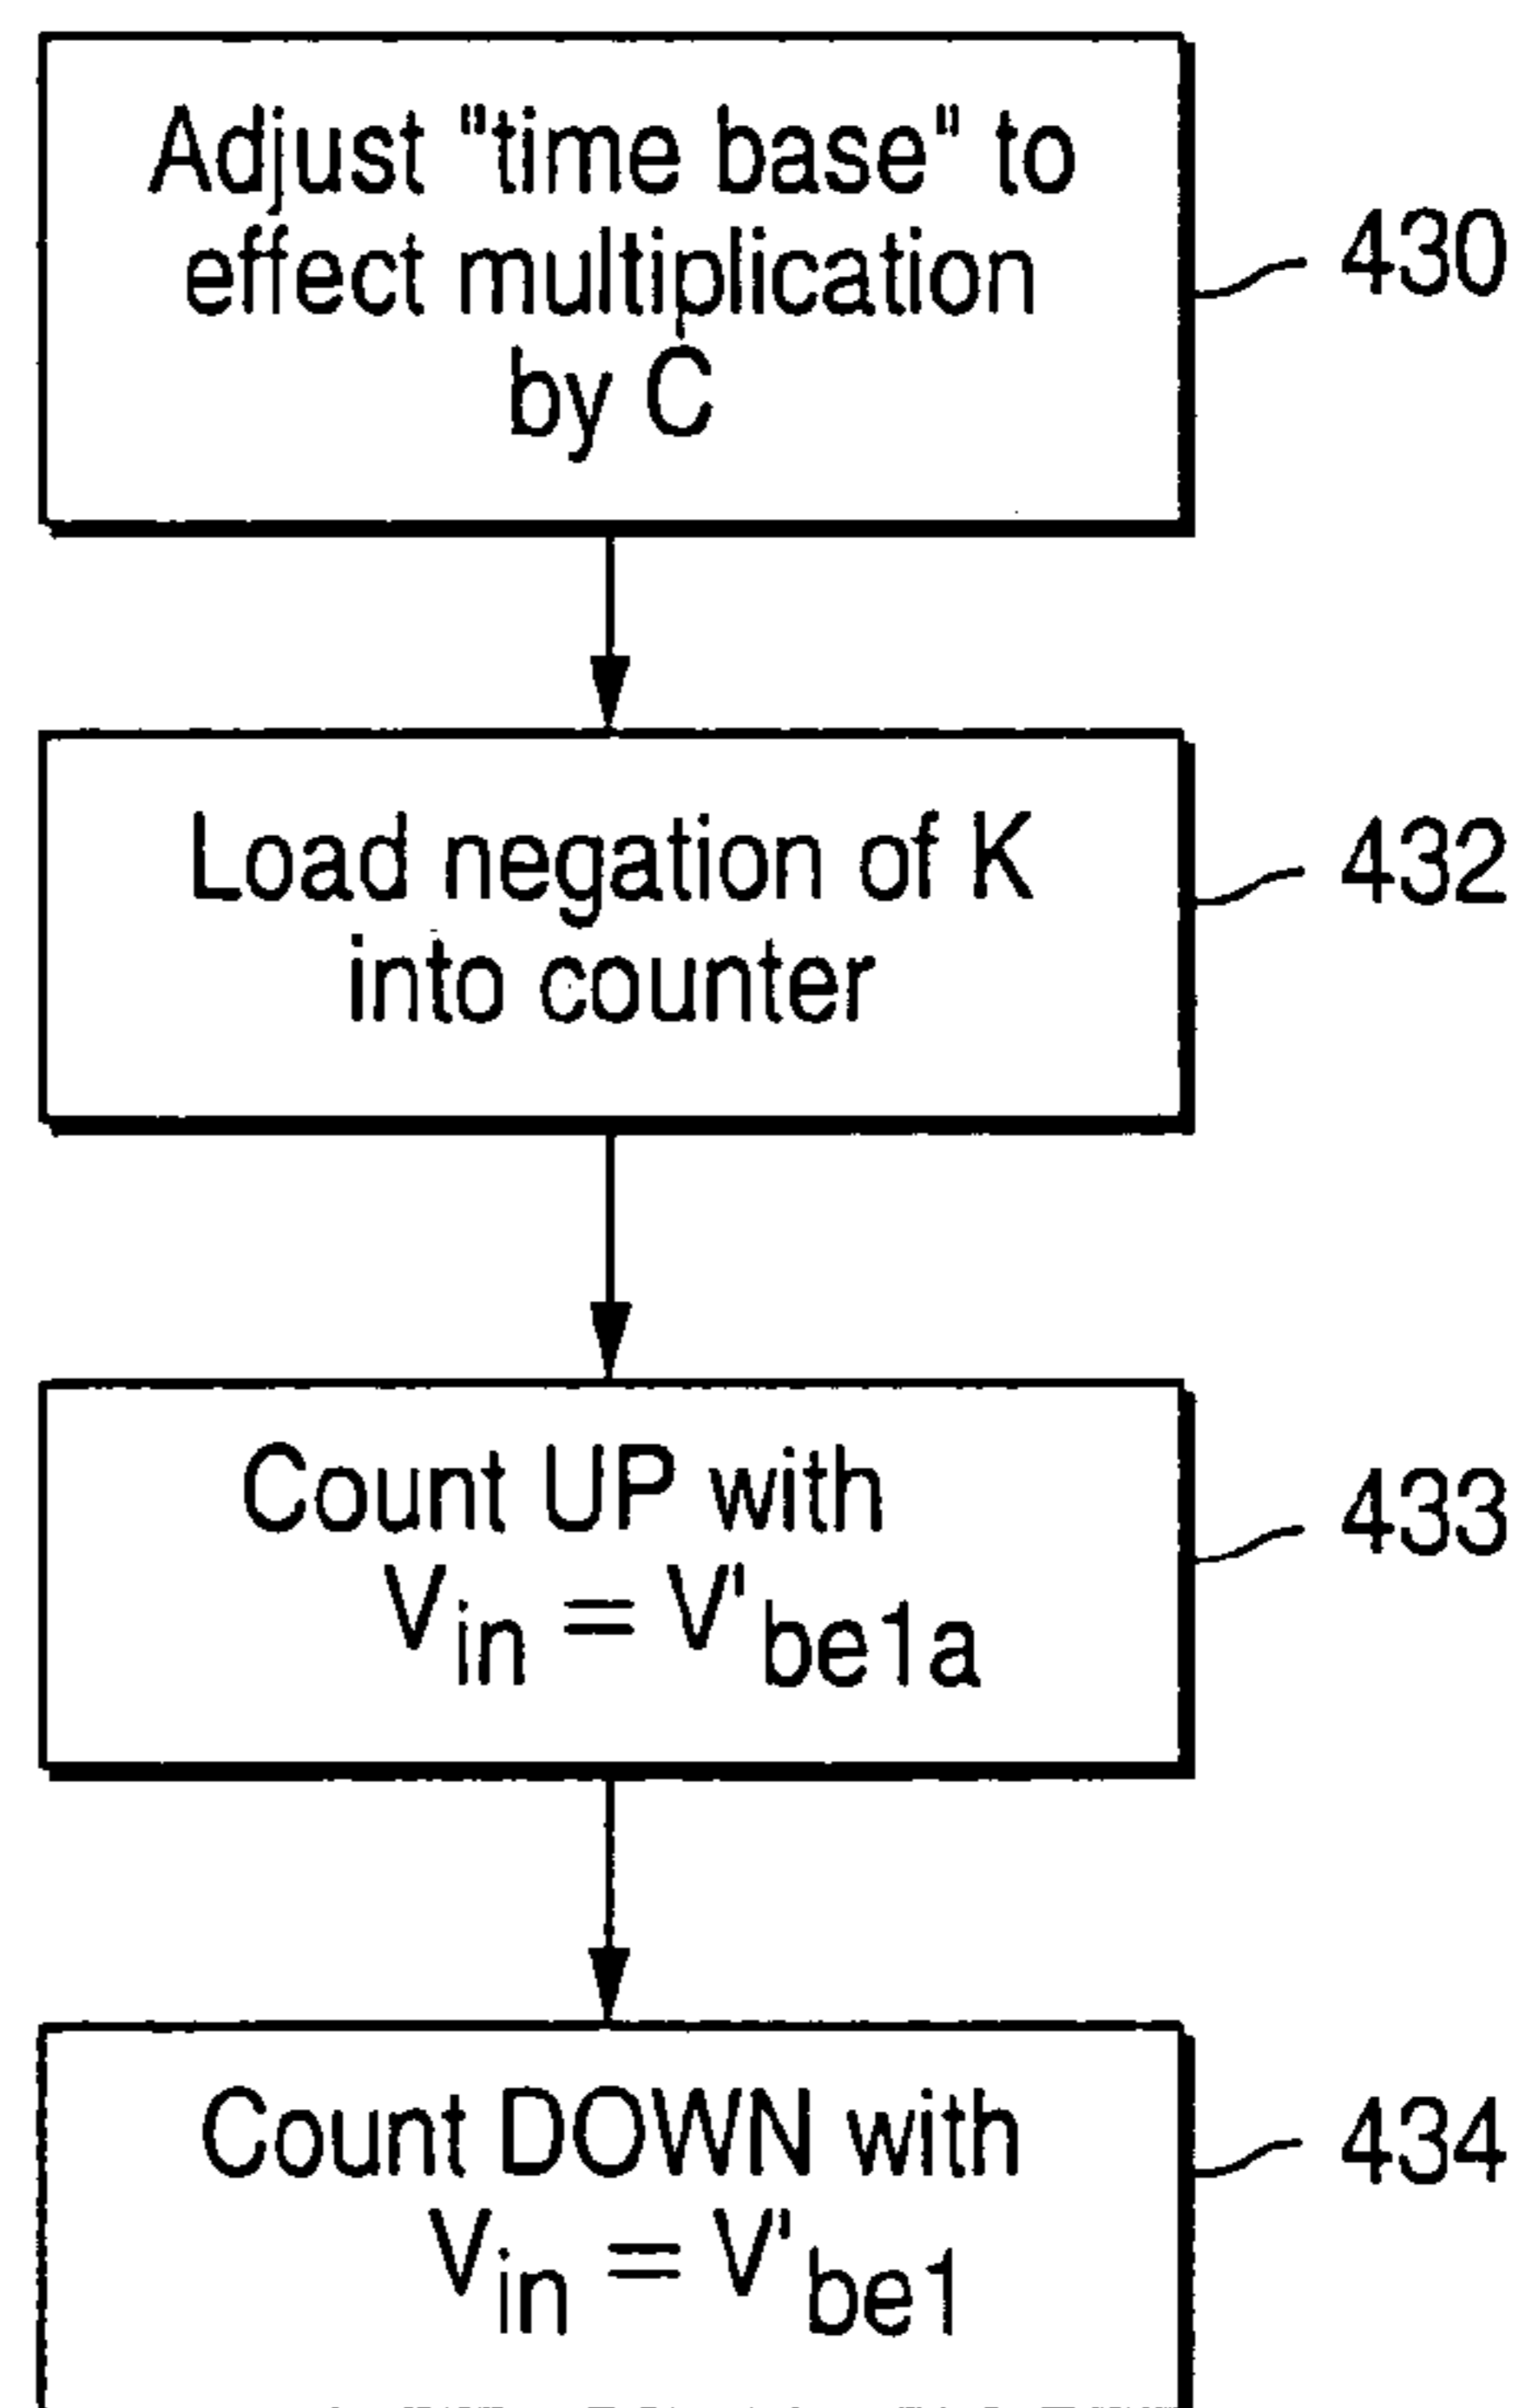 Adjust "time base" to
effect multiplication
by C
430
Load negation of K
into counter
432
Count UP with
V_in = V'_be1a
433
Count DOWN with
V_in = V'_be1
434